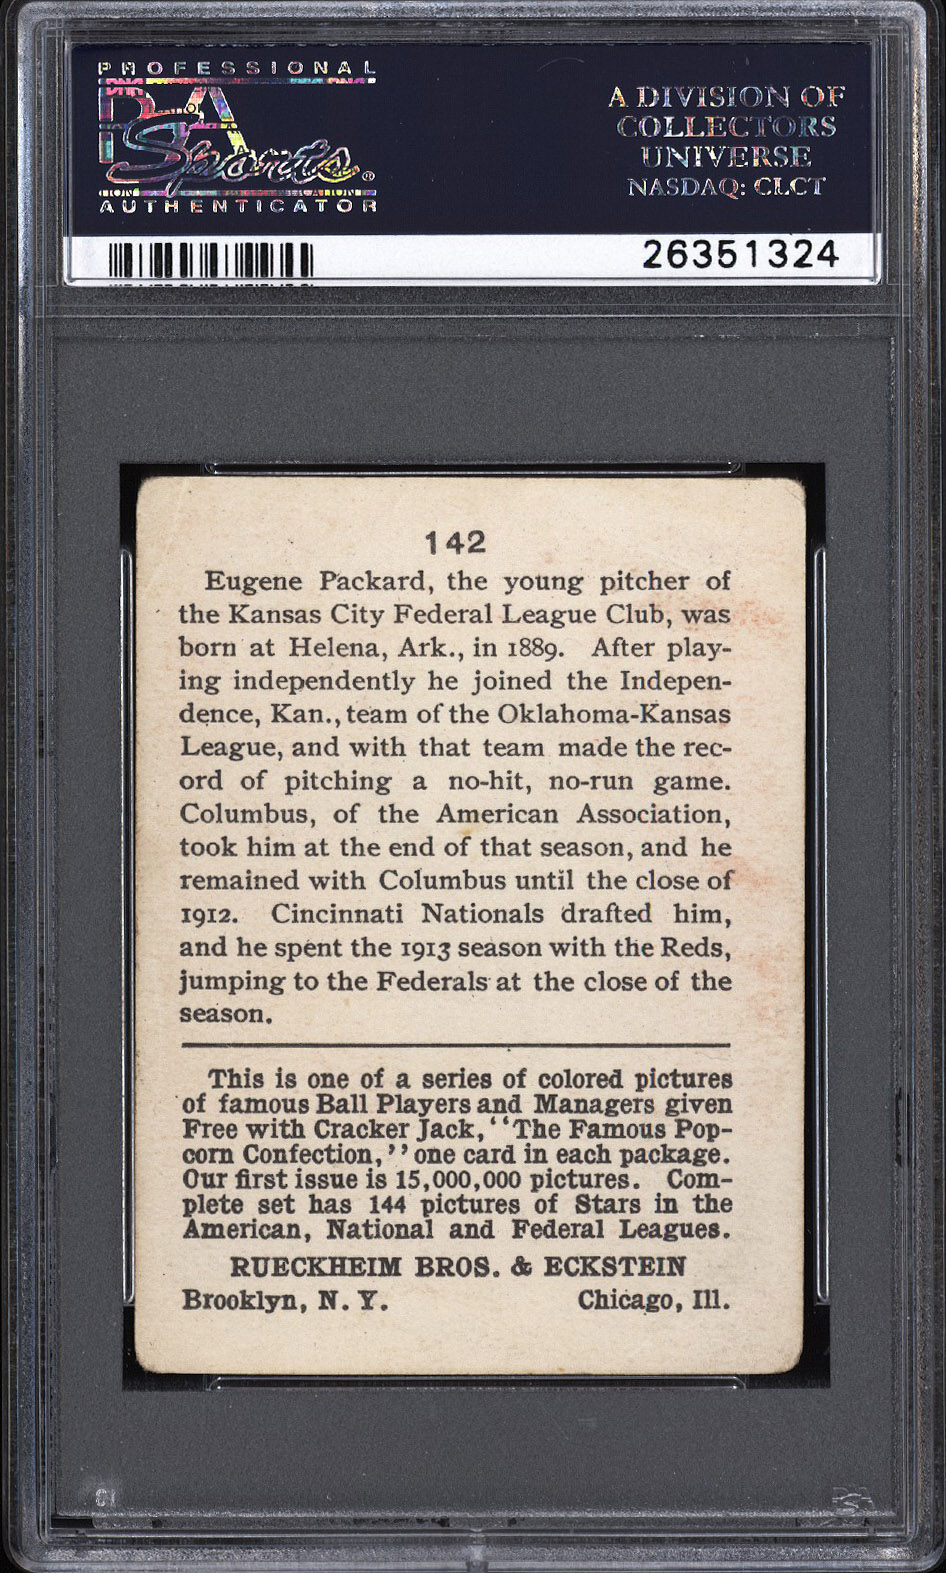 PROFESSIONAL
PSA
Sports®
AUTHENTICATOR
A DIVISION OF
COLLECTORS
UNIVERSE
NASDAQ: CLCT
26351324
142
Eugene Packard, the young pitcher of
the Kansas City Federal League Club, was
born at Helena, Ark., in 1889. After play-
ing independently he joined the Indepen-
dence, Kan., team of the Oklahoma-Kansas
League, and with that team made the rec-
ord of pitching a no-hit, no-run game.
Columbus, of the American Association,
took him at the end of that season, and he
remained with Columbus until the close of
1912. Cincinnati Nationals drafted him,
and he spent the 1913 season with the Reds,
jumping to the Federals at the close of the
season.
This is one of a series of colored pictures
of famous Ball Players and Managers given
Free with Cracker Jack, "The Famous Pop-
corn Confection," one card in each package.
Our first issue is 15,000,000 pictures. Com-
plete set has 144 pictures of Stars in the
American, National and Federal Leagues.
RUECKHEIM BROS. & ECKSTEIN
Brooklyn, N. Y. Chicago, Ill.